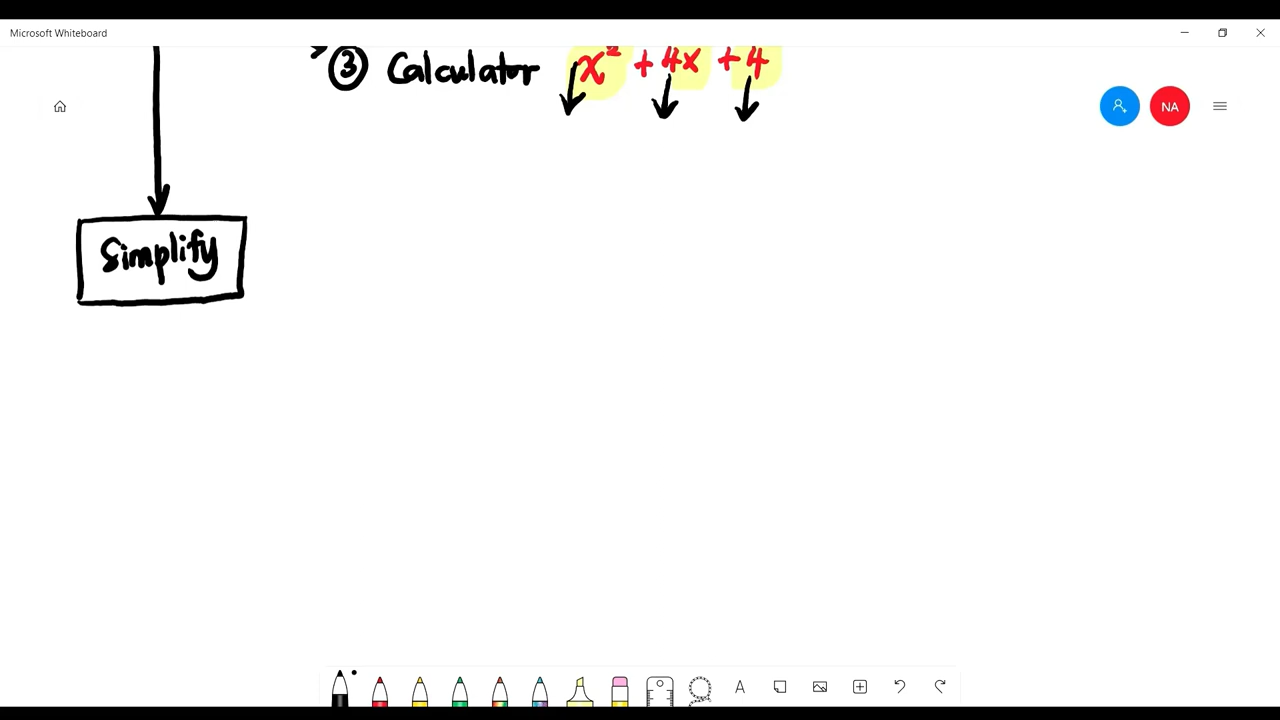 Microsoft Whiteboard
③ Calculator x² + 4x + 4
NA
Simplify
A